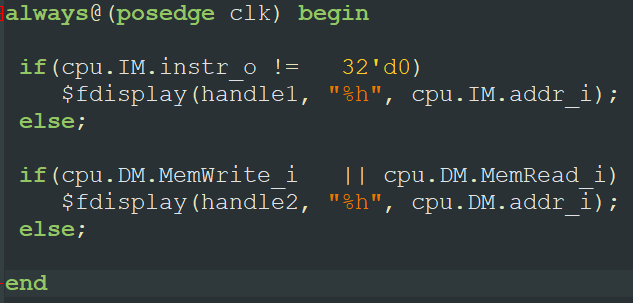 always@(posedge clk) begin
if(cpu.IM.instr_o !=   32'd0)
$fdisplay(handle1, "%h", cpu.IM.addr_i);
else;
if(cpu.DM.MemWrite_i   || cpu.DM.MemRead_i)
$fdisplay(handle2, "%h", cpu.DM.addr_i);
else;
end